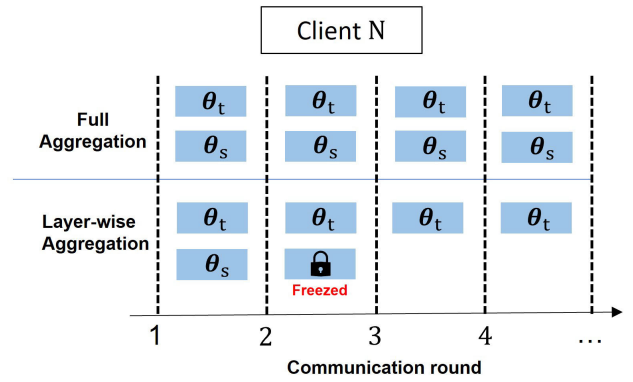 Client N
Full
Aggregation
θt θt θt θt
θs θs θs θs
Layer-wise
Aggregation
θt θt θt θt
θs
Freezed
1 2 3 4 ...
Communication round